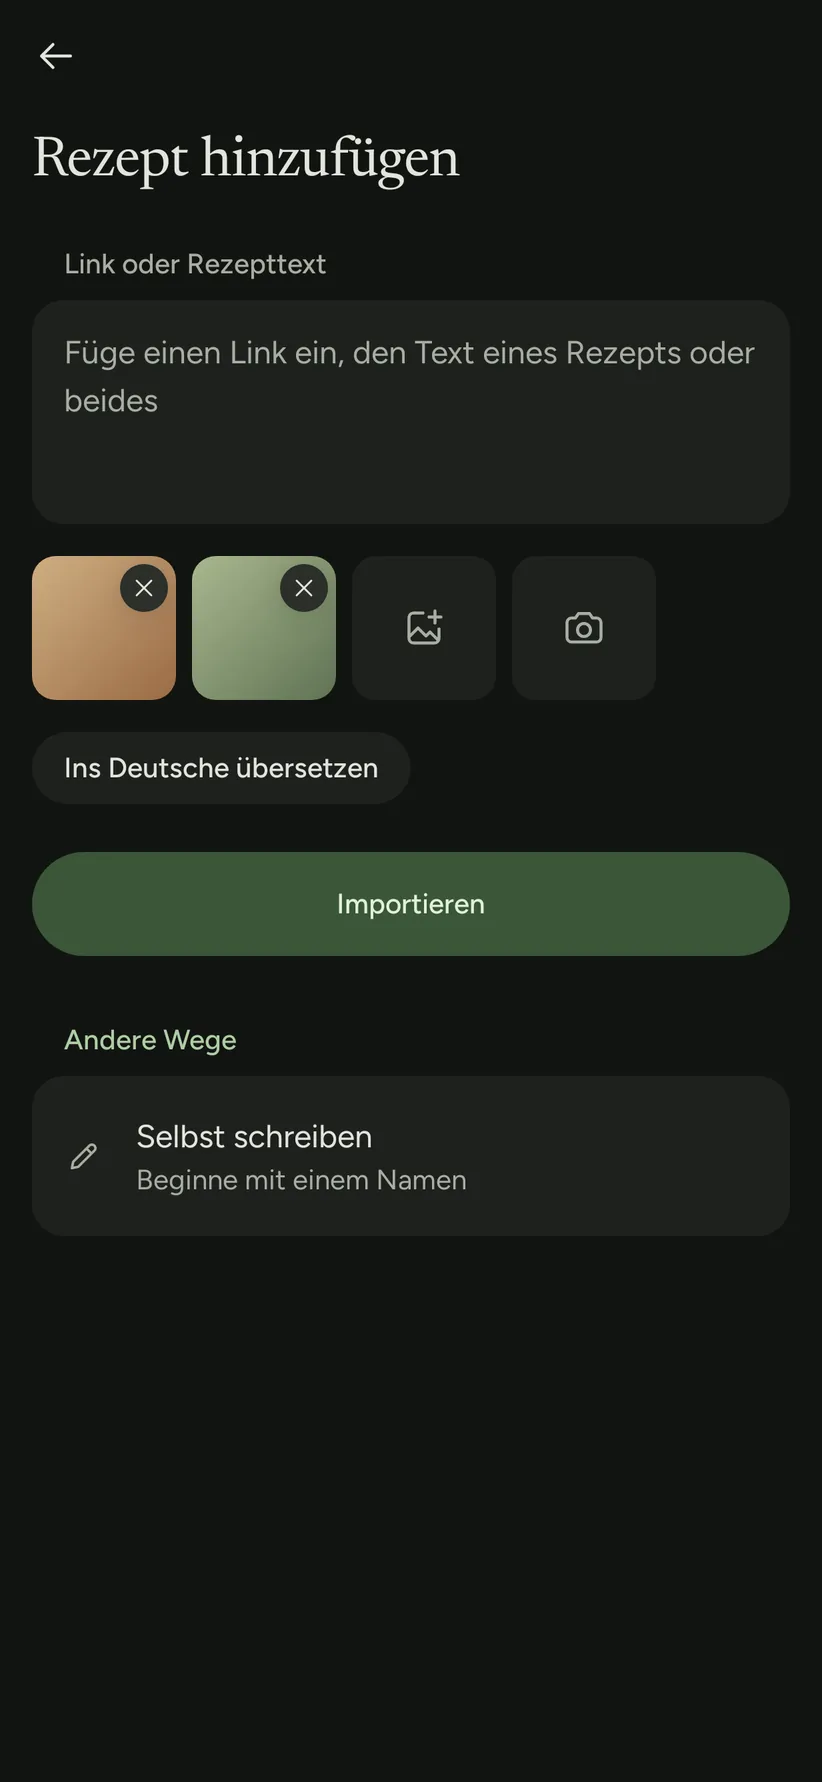 Rezept hinzufügen
Link oder Rezepttext
Füge einen Link ein, den Text eines Rezepts oder
beides
Ins Deutsche übersetzen
Importieren
Andere Wege
Selbst schreiben
Beginne mit einem Namen